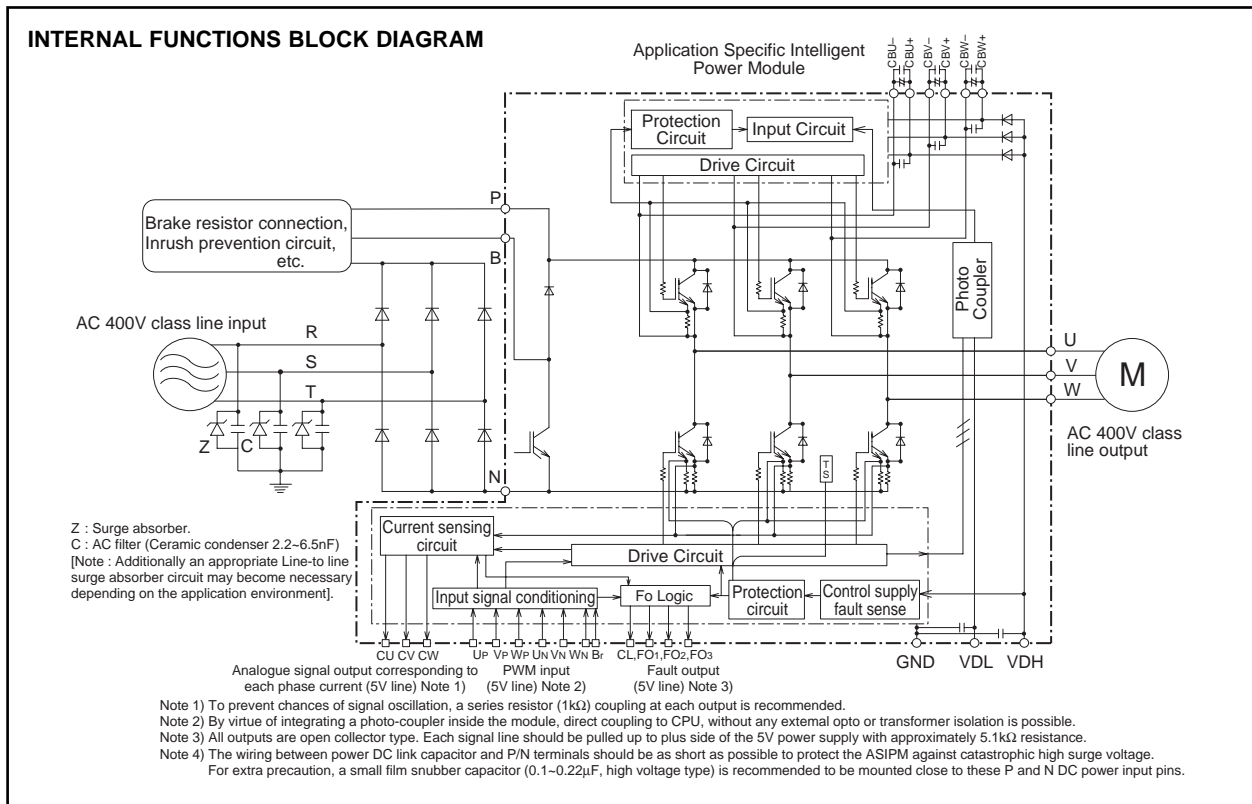 INTERNAL FUNCTIONS BLOCK DIAGRAM
Application Specific Intelligent
Power Module
CBU–
CBU+
CBV–
CBV+
CBW–
CBW+
Protection
Circuit
Input Circuit
Drive Circuit
Brake resistor connection,
Inrush prevention circuit,
etc.
P
B
AC 400V class line input
R
S
T
Z
C
N
Photo
Coupler
U
V
W
M
AC 400V class
line output
TS
Z : Surge absorber.
C : AC filter (Ceramic condenser 2.2~6.5nF)
[Note : Additionally an appropriate Line-to line
surge absorber circuit may become necessary
depending on the application environment].
Current sensing
circuit
Drive Circuit
Input signal conditioning
Fo Logic
Protection
circuit
Control supply
fault sense
CU CV CW
UP VP WP UN VN WN Br
CL,FO1,FO2,FO3
GND VDL VDH
Analogue signal output corresponding to
each phase current (5V line) Note 1)
PWM input
(5V line) Note 2)
Fault output
(5V line) Note 3)
Note 1) To prevent chances of signal oscillation, a series resistor (1kΩ) coupling at each output is recommended.
Note 2) By virtue of integrating a photo-coupler inside the module, direct coupling to CPU, without any external opto or transformer isolation is possible.
Note 3) All outputs are open collector type. Each signal line should be pulled up to plus side of the 5V power supply with approximately 5.1kΩ resistance.
Note 4) The wiring between power DC link capacitor and P/N terminals should be as short as possible to protect the ASIPM against catastrophic high surge voltage.
For extra precaution, a small film snubber capacitor (0.1~0.22μF, high voltage type) is recommended to be mounted close to these P and N DC power input pins.